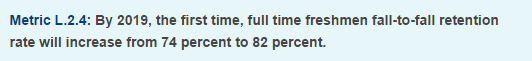 Metric L.2.4: By 2019, the first time, full time freshmen fall-to-fall retention
rate will increase from 74 percent to 82 percent.